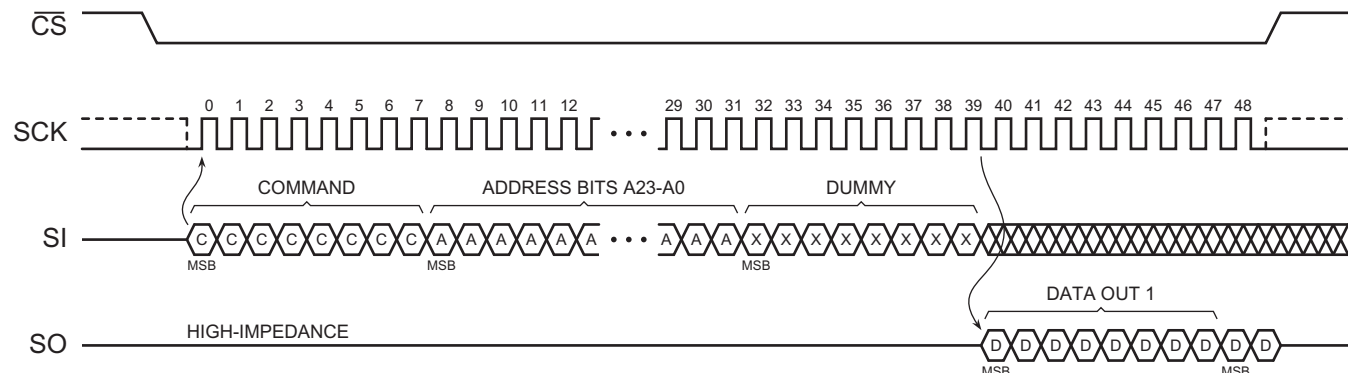 CS
0 1 2 3 4 5 6 7 8 9 10 11 12 29 30 31 32 33 34 35 36 37 38 39 40 41 42 43 44 45 46 47 48
SCK
COMMAND ADDRESS BITS A23-A0 DUMMY
SI C C C C C C C C A A A A A A A A A X X X X X X X X
MSB MSB MSB
DATA OUT 1
HIGH-IMPEDANCE
SO D D D D D D D D D D
MSB MSB